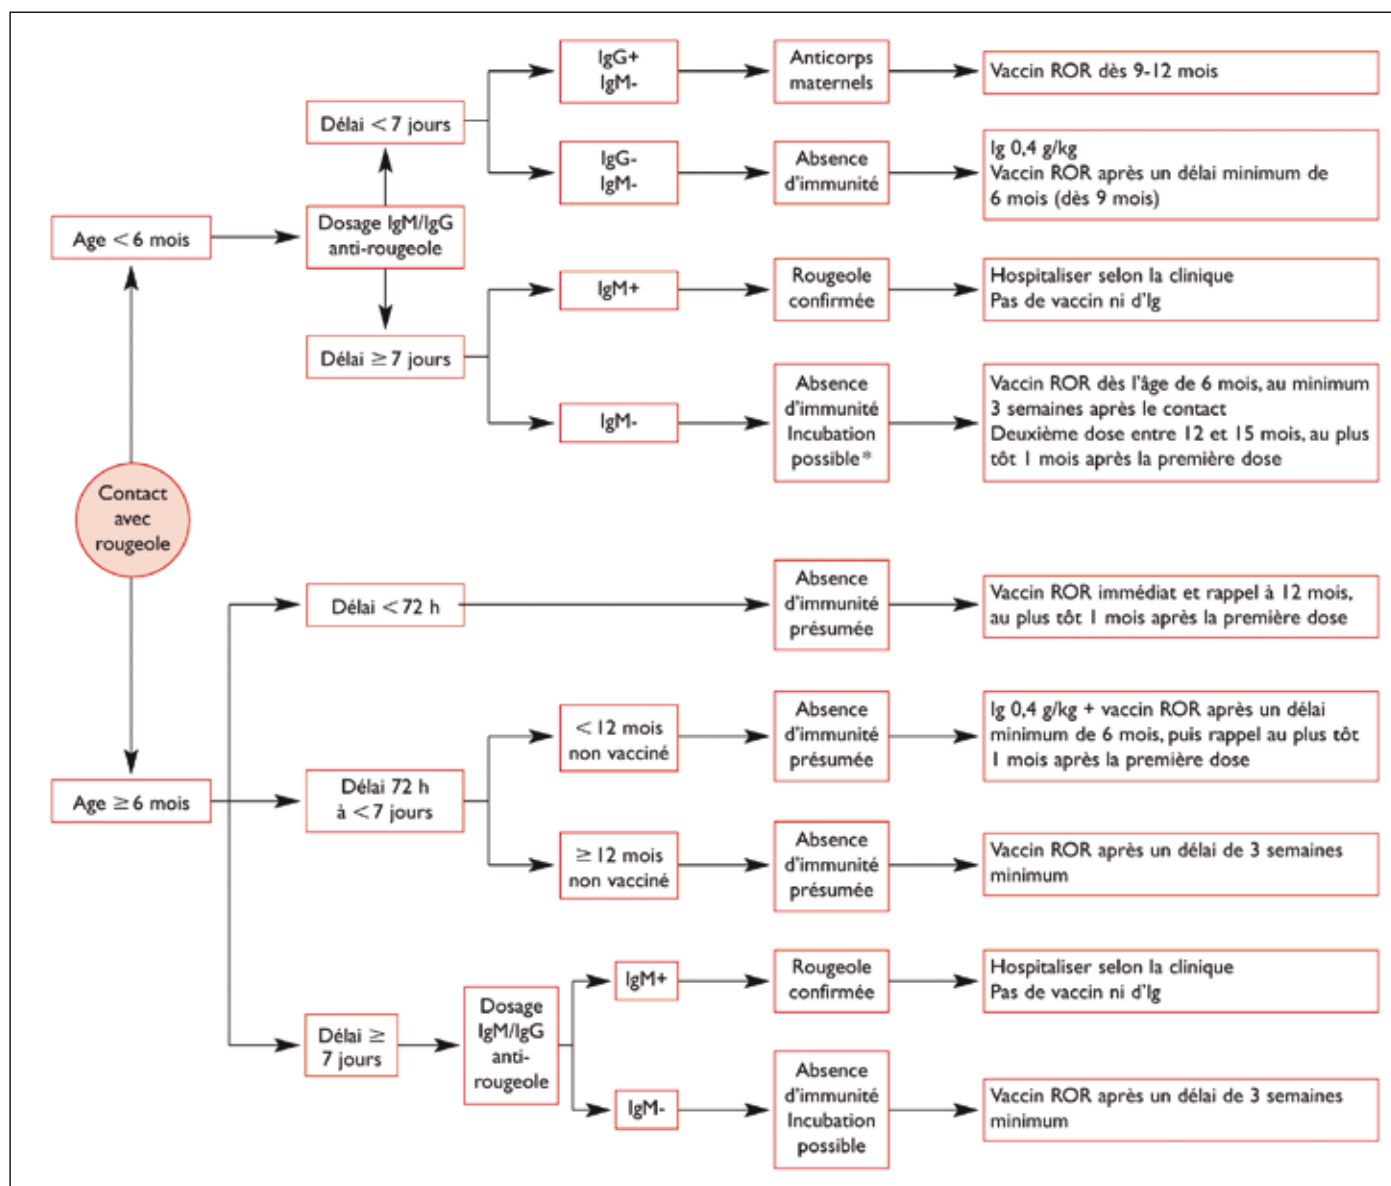 IgG+
IgM-
Anticorps
maternels
Vaccin ROR dès 9-12 mois
Délai < 7 jours
IgG-
IgM-
Absence
d'immunité
Ig 0,4 g/kg
Vaccin ROR après un délai minimum de
6 mois (dès 9 mois)
Age < 6 mois
Dosage IgM/IgG
anti-rougeole
IgM+
Rougeole
confirmée
Hospitaliser selon la clinique
Pas de vaccin ni d'Ig
Délai ≥ 7 jours
IgM-
Absence
d'immunité
Incubation
possible*
Vaccin ROR dès l'âge de 6 mois, au minimum
3 semaines après le contact
Deuxième dose entre 12 et 15 mois, au plus
tôt 1 mois après la première dose
Contact
avec
rougeole
Délai < 72 h
Absence
d'immunité
présumée
Vaccin ROR immédiat et rappel à 12 mois,
au plus tôt 1 mois après la première dose
Age ≥ 6 mois
Délai 72 h
à < 7 jours
< 12 mois
non vacciné
Absence
d'immunité
présumée
Ig 0,4 g/kg + vaccin ROR après un délai
minimum de 6 mois, puis rappel au plus tôt
1 mois après la première dose
≥ 12 mois
non vacciné
Absence
d'immunité
présumée
Vaccin ROR après un délai de 3 semaines
minimum
Délai ≥
7 jours
Dosage
IgM/IgG
anti-
rougeole
IgM+
Rougeole
confirmée
Hospitaliser selon la clinique
Pas de vaccin ni d'Ig
IgM-
Absence
d'immunité
Incubation
possible
Vaccin ROR après un délai de 3 semaines
minimum